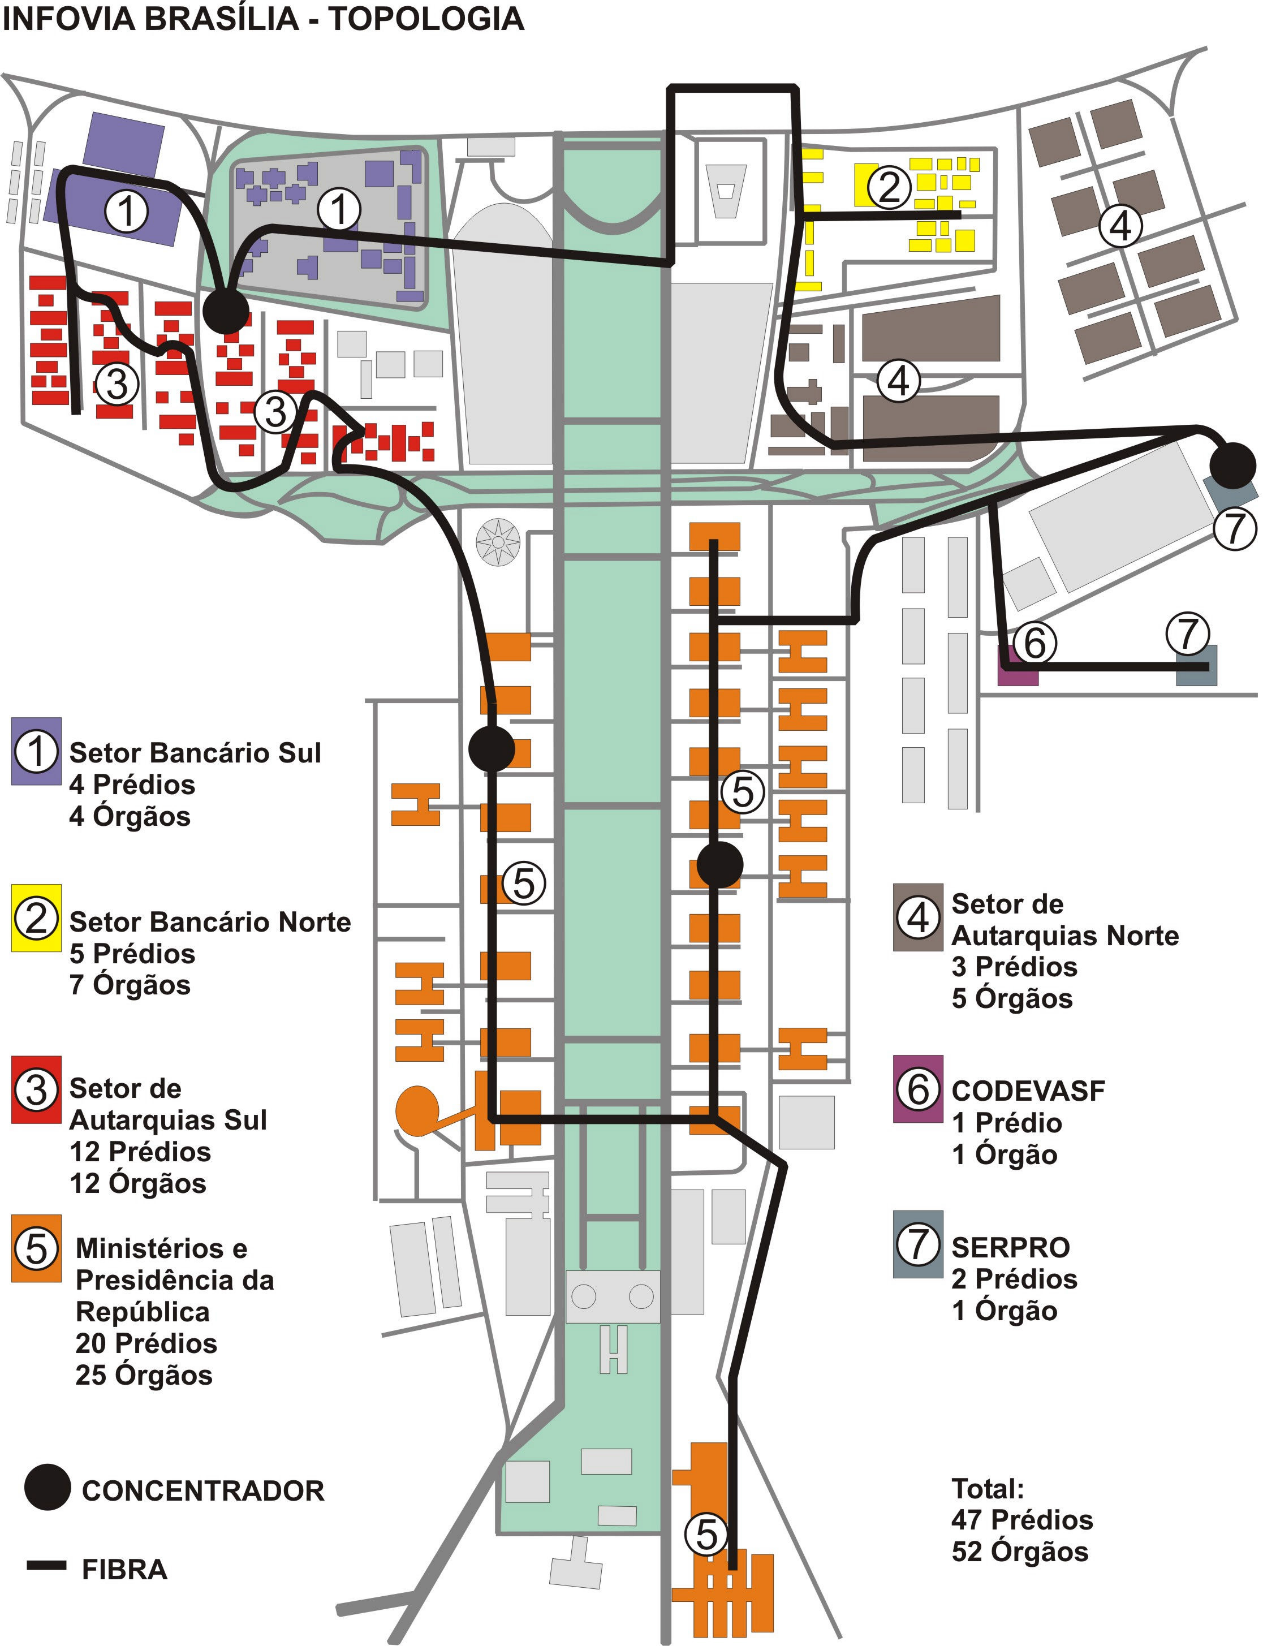 INFOVIA BRASÍLIA - TOPOLOGIA
1
1
2
4
3
3
4
7
6
7
5
5
5
1 Setor Bancário Sul
4 Prédios
4 Órgãos
2 Setor Bancário Norte
5 Prédios
7 Órgãos
3 Setor de
Autarquias Sul
12 Prédios
12 Órgãos
5 Ministérios e
Presidência da
República
20 Prédios
25 Órgãos
CONCENTRADOR
FIBRA
4 Setor de
Autarquias Norte
3 Prédios
5 Órgãos
6 CODEVASF
1 Prédio
1 Órgão
7 SERPRO
2 Prédios
1 Órgão
Total:
47 Prédios
52 Órgãos